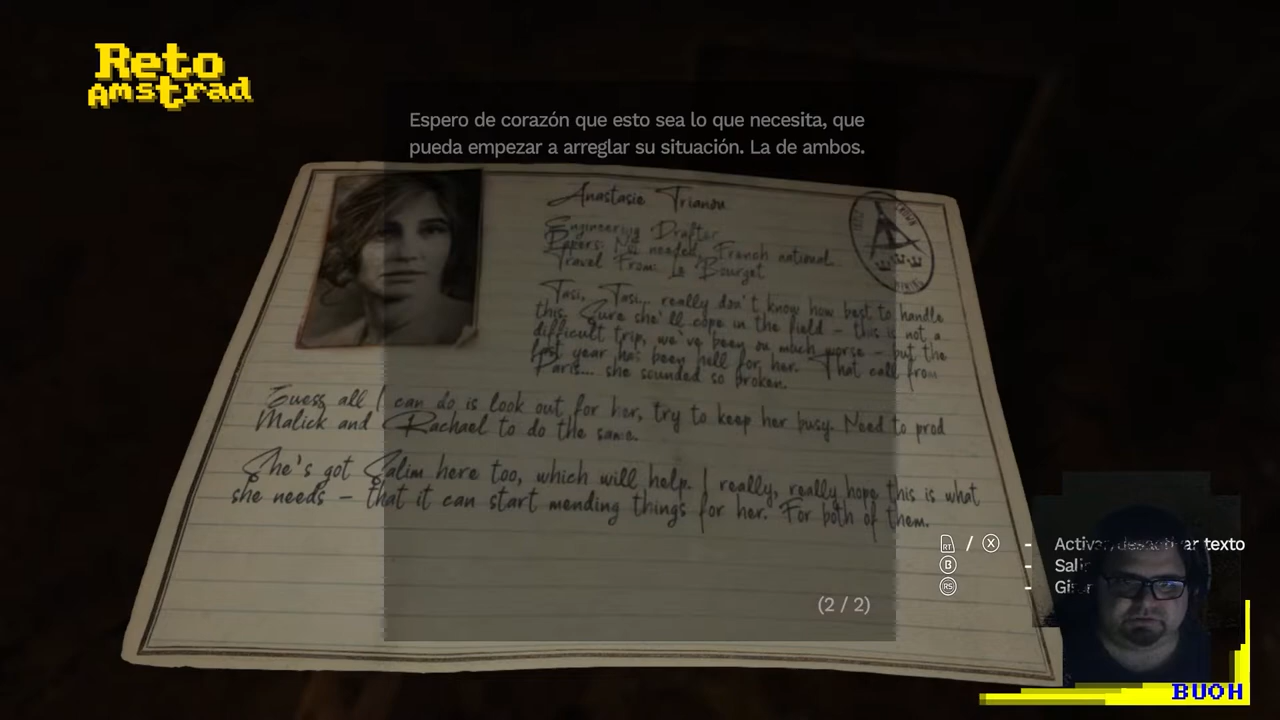 Reto
Amstrad
Espero de corazón que esto sea lo que necesita, que
pueda empezar a arreglar su situación. La de ambos.
Anastasie Trianon
Engineering Drafter
Papers: Not needed, French national
Travel From: Le Bourget
Tasi, Tasi... really don't know how best to handle
this. Sure she'll cope in the field – this is not a
difficult trip, we've been on much worse – but the
last year has been hell for her. That call from
Paris... she sounded so broken.
Guess all I can do is look out for her, try to keep her busy. Need to prod
Malick and Rachael to do the same.
She's got Salim here too, which will help. I really, really hope this is what
she needs – that it can start mending things for her. For both of them.
RT / X - Activar/desactivar texto
B - Salir
RS - Girar
(2 / 2)
BUOH